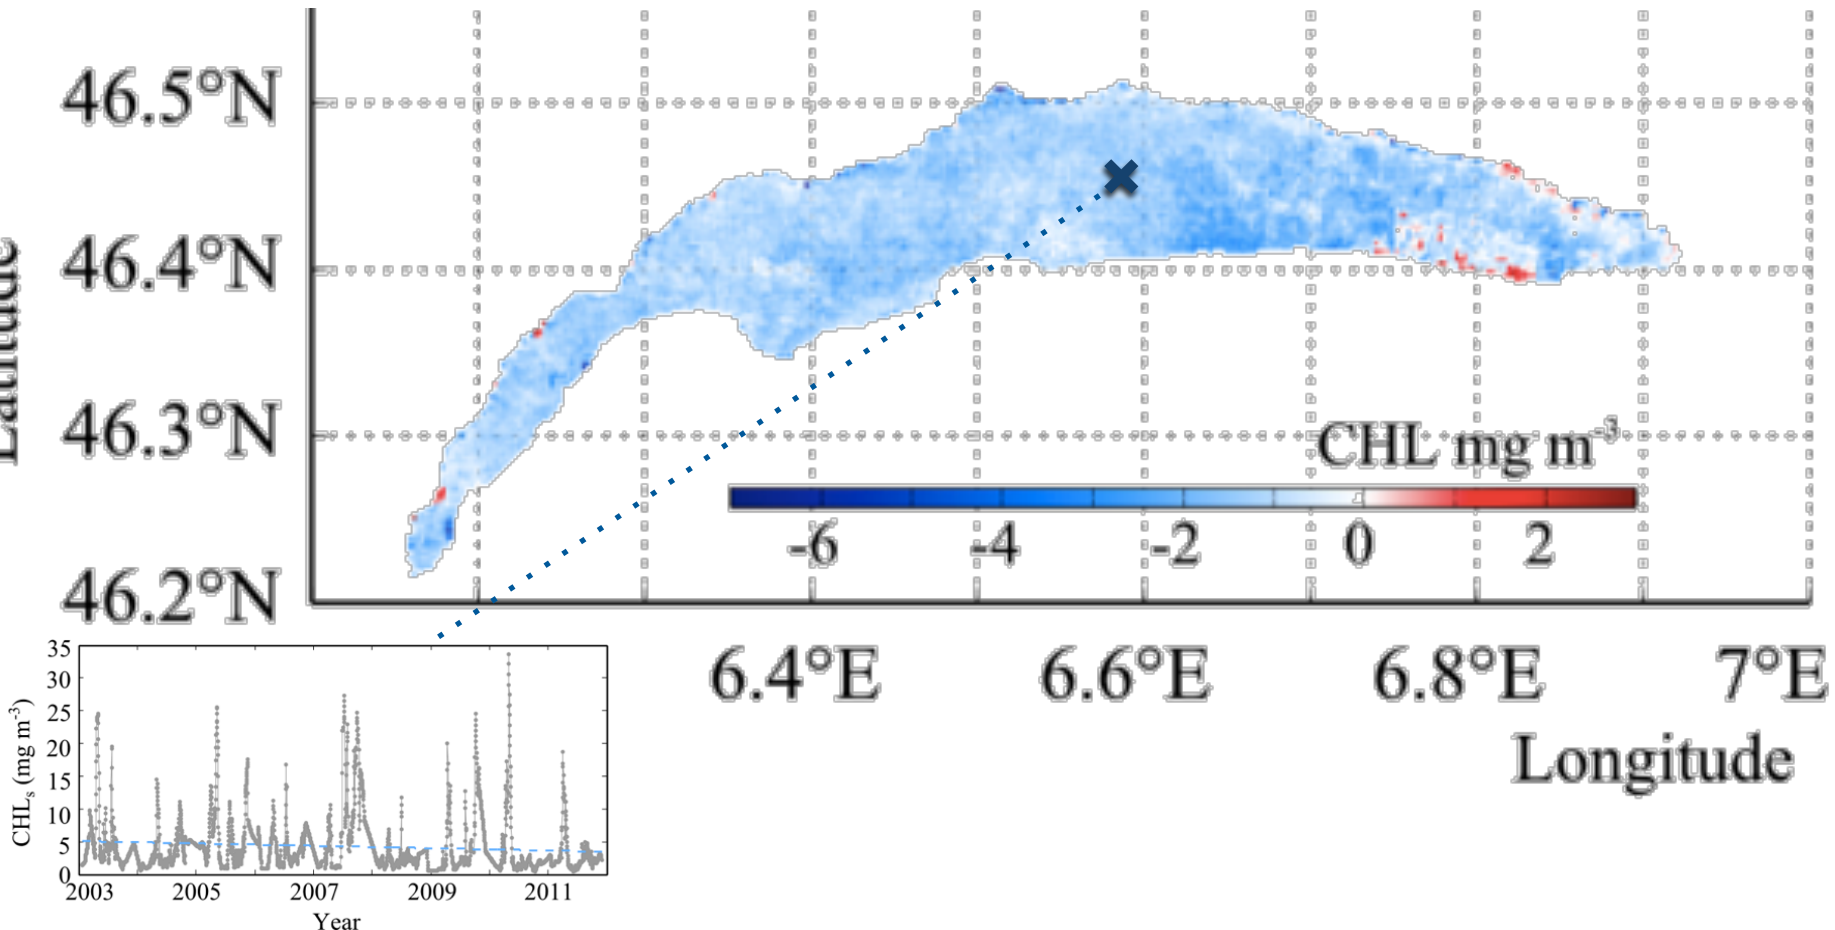 46.5°N
46.4°N
46.3°N
46.2°N
Latitude
CHL mg m⁻³
-6 -4 -2 0 2
6.4°E 6.6°E 6.8°E 7°E
Longitude
35
30
25
20
15
10
5
0
CHLₛ (mg m⁻³)
2003 2005 2007 2009 2011
Year